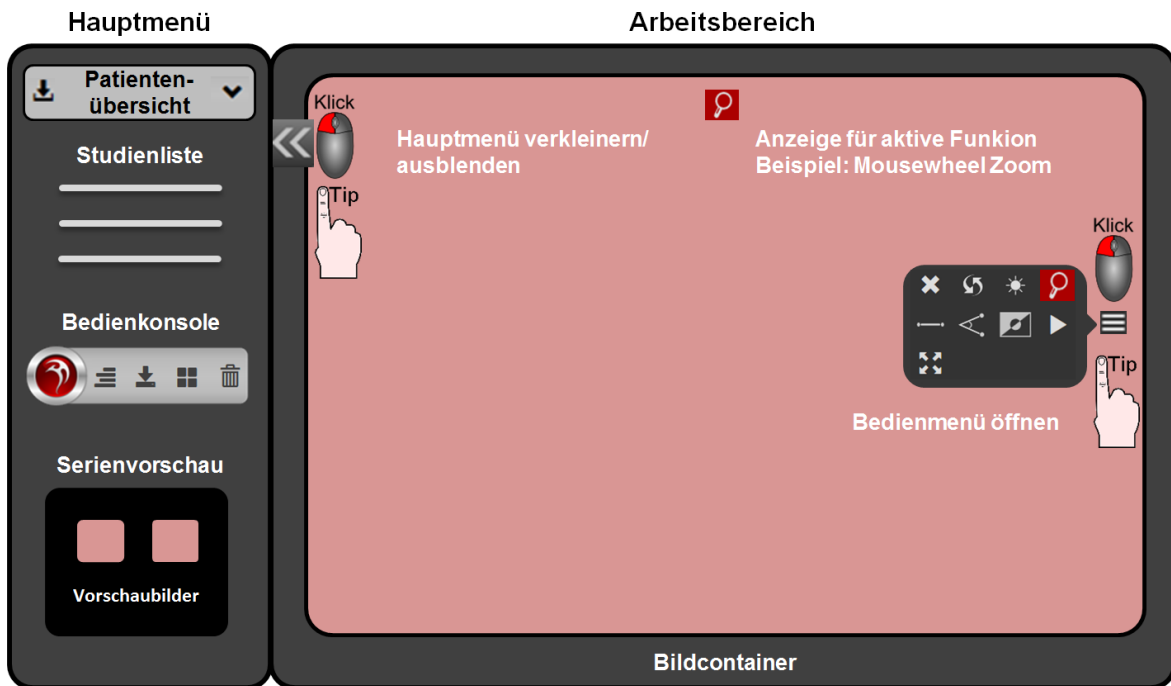 Hauptmenü
Arbeitsbereich
Patienten-
übersicht
Studienliste
Bedienkonsole
Serienvorschau
Vorschaubilder
Klick
Tip
Hauptmenü verkleinern/
ausblenden
Anzeige für aktive Funkion
Beispiel: Mousewheel Zoom
Klick
Tip
Bedienmenü öffnen
Bildcontainer